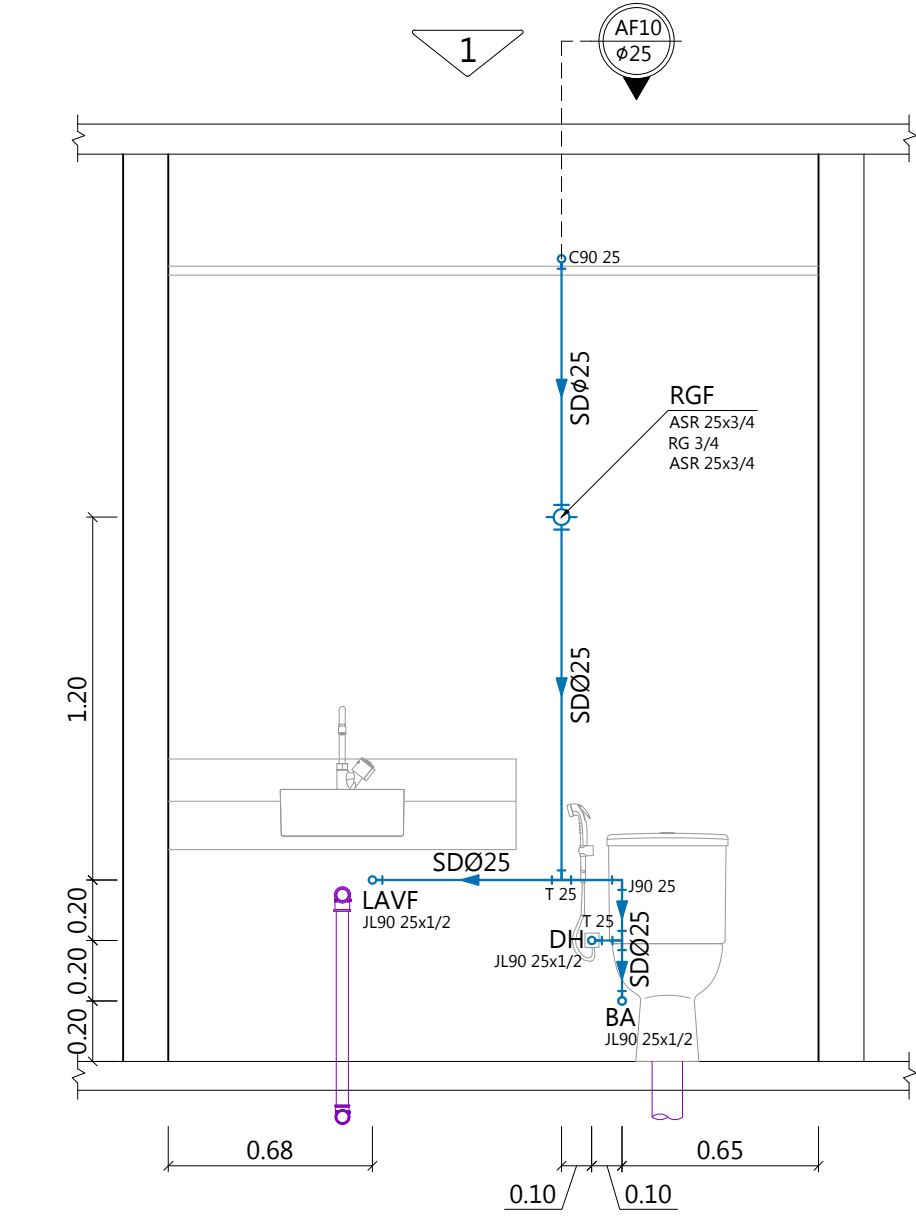 1
AF10
ϕ25
C90 25
SDϕ25
RGF
ASR 25x3/4
RG 3/4
ASR 25x3/4
1.20
SDØ25
SDØ25
LAVF
JL90 25x1/2
T 25
J90 25
T 25
DH
JL90 25x1/2
SDØ25
BA
JL90 25x1/2
0.20
0.20
0.20
0.68
0.65
0.10
0.10